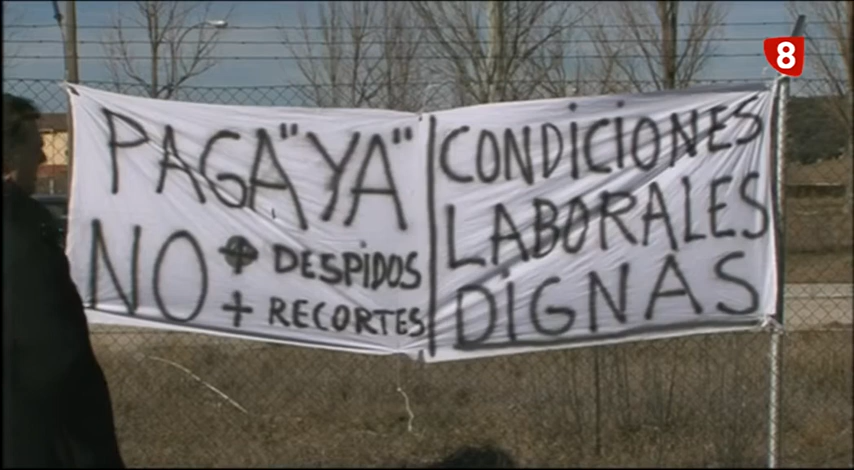 PAGA "YA"
NO + DESPIDOS
+ RECORTES
CONDICIONES
LABORALES
DIGNAS
8